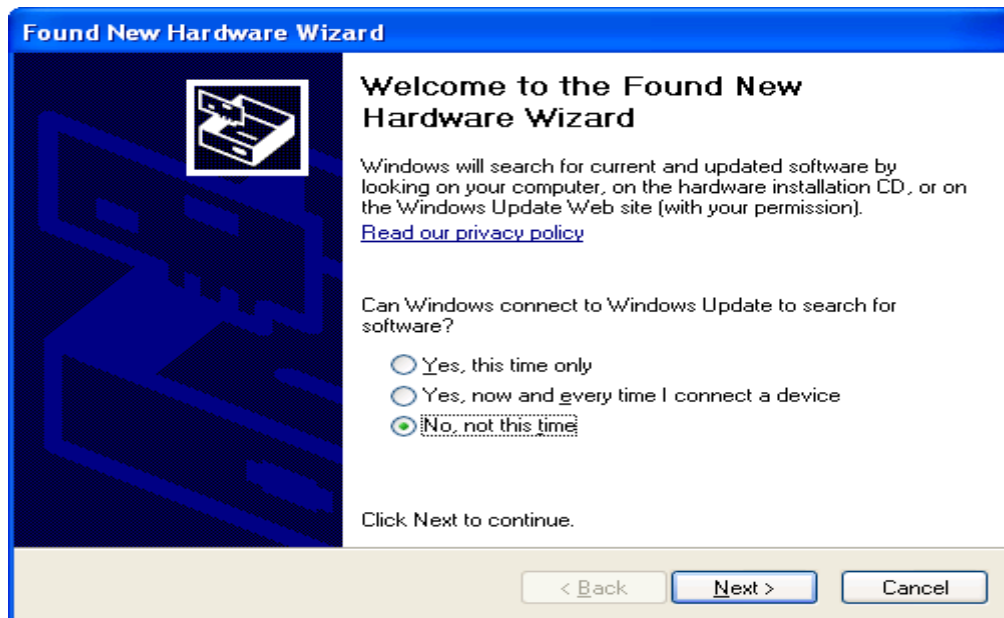 Found New Hardware Wizard
Welcome to the Found New
Hardware Wizard
Windows will search for current and updated software by
looking on your computer, on the hardware installation CD, or on
the Windows Update Web site (with your permission).
Read our privacy policy
Can Windows connect to Windows Update to search for
software?
Yes, this time only
Yes, now and every time I connect a device
No, not this time
Click Next to continue.
< Back
Next >
Cancel